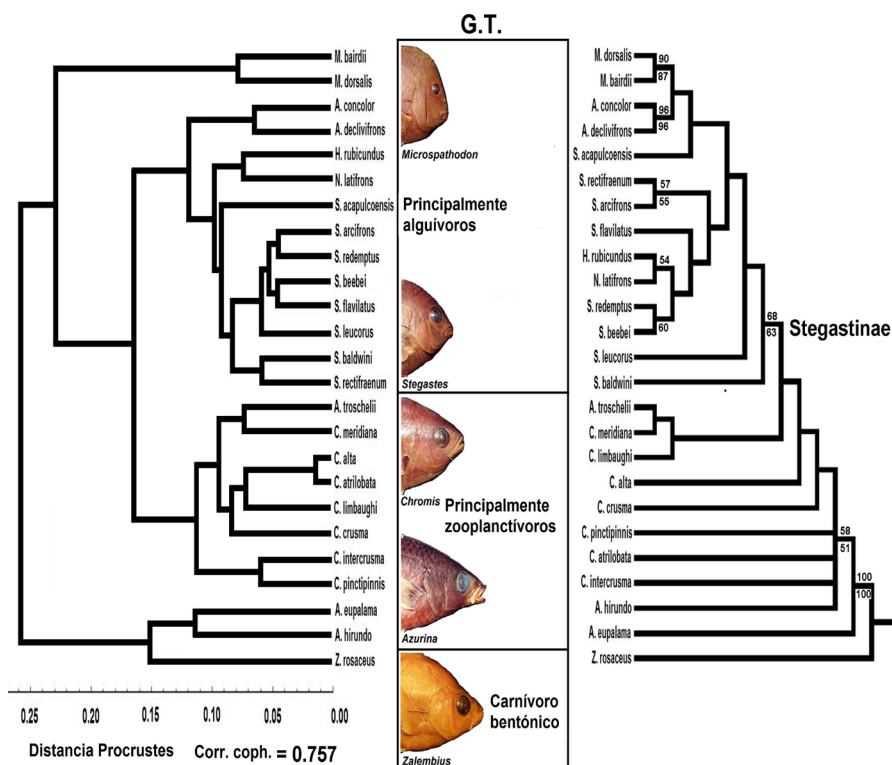 G.T.
M. bairdii
M. dorsalis
A. concolor
A. declivifrons
H. rubicundus
N. latifrons
S. acapulcoensis
S. arcifrons
S. redemptus
S. beebei
S. flavilatus
S. leucorus
S. baldwini
S. rectifraenum
A. troschelii
C. meridiana
C. alta
C. atrilobata
C. limbaughi
C. crusma
C. intercrusma
C. pinctipinnis
A. eupalama
A. hirundo
Z. rosaceus
0.25 0.20 0.15 0.10 0.05 0.00
Distancia Procrustes Corr. coph. = 0.757
Microspathodon
Principalmente
alguívoros
Stegastes
Chromis
Principalmente
zooplanctívoros
Azurina
Carnívoro
bentónico
Zalembius
M. dorsalis
90
M. bairdii
87
A. concolor
96
A. declivifrons
96
S. acapulcoensis
S. rectifraenum
57
S. arcifrons
55
S. flavilatus
H. rubicundus
54
N. latifrons
S. redemptus
S. beebei
60
68
63
Stegastinae
S. leucorus
S. baldwini
A. troschelii
C. meridiana
C. limbaughi
C. alta
C. crusma
C. pinctipinnis
58
C. atrilobata
51
C. intercrusma
100
100
A. hirundo
A. eupalama
Z. rosaceus